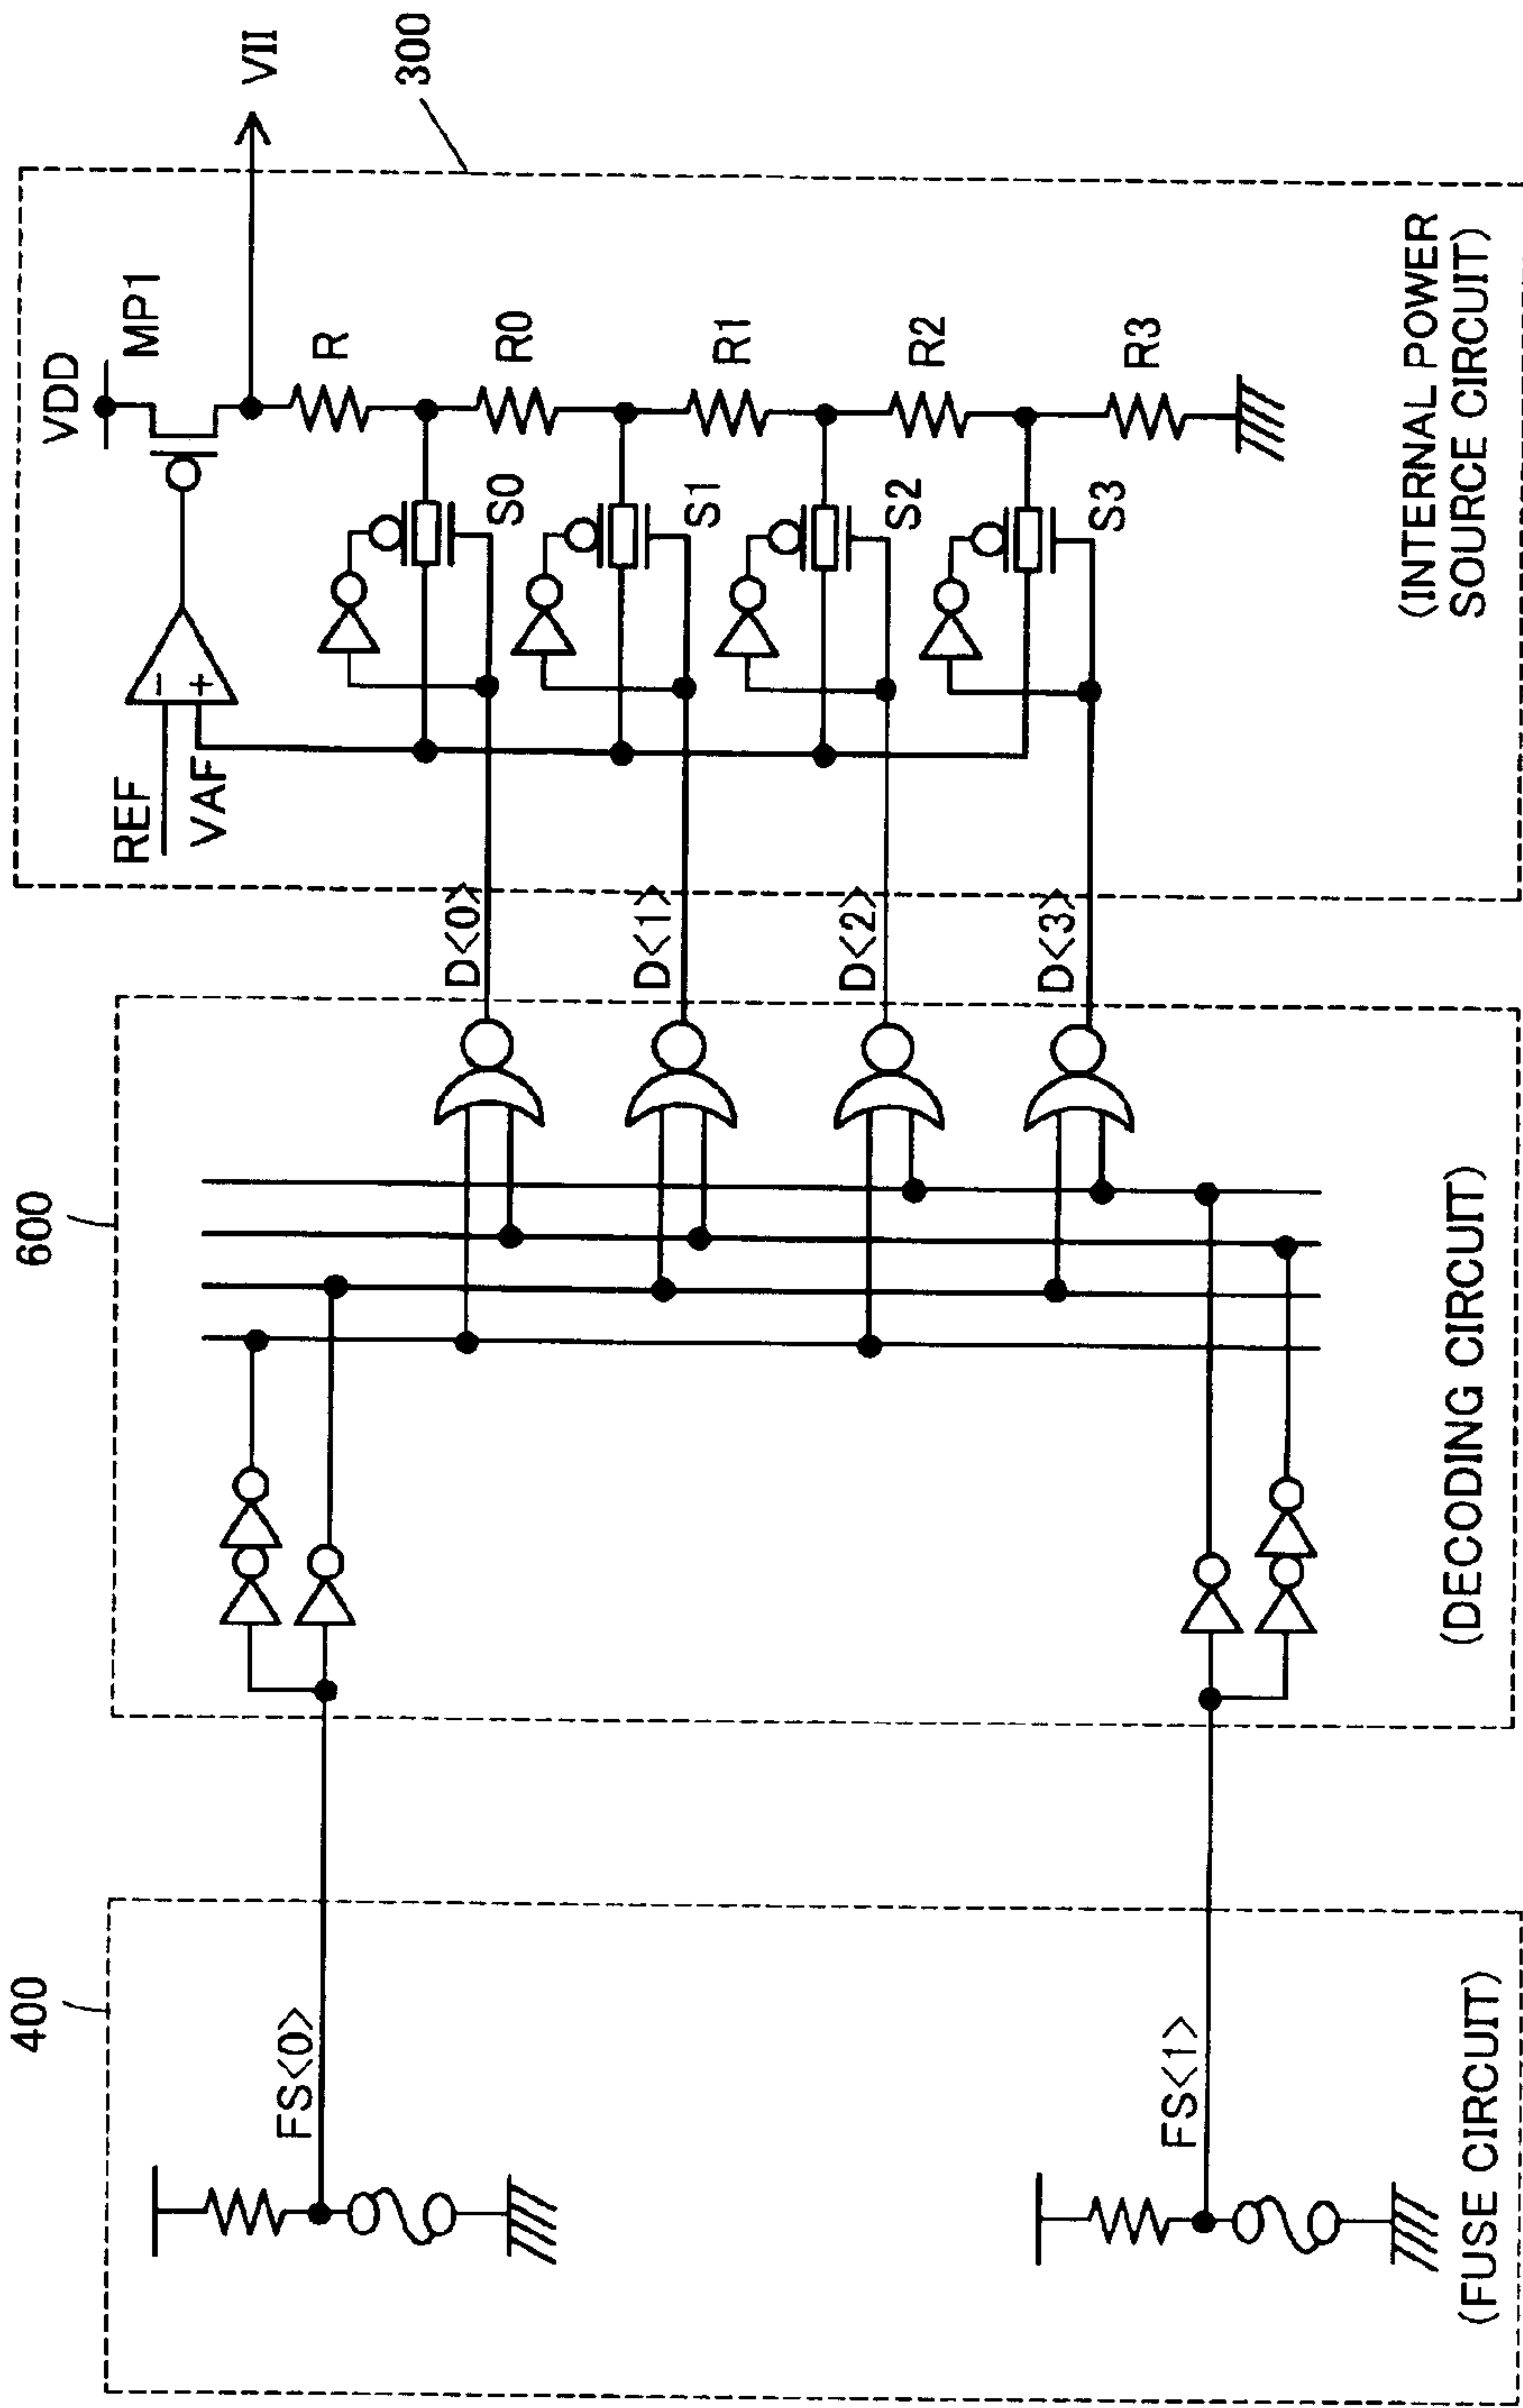 400
FS<0>
FS<1>
(FUSE CIRCUIT)
600
(DECODING CIRCUIT)
D<0>
D<1>
D<2>
D<3>
REF
VAF
−
+
VDD
MP1
VII
300
R
R0
R1
R2
R3
S0
S1
S2
S3
(INTERNAL POWER
SOURCE CIRCUIT)